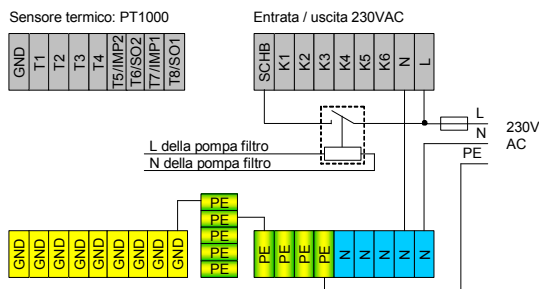 Sensore termico: PT1000
Entrata / uscita 230VAC
GND T1 T2 T3 T4 T5/IMP2 T6/SO2 T7/IMP1 T8/SO1
SCHB K1 K2 K3 K4 K5 K6 N L
L
N
PE
230V
AC
L della pompa filtro
N della pompa filtro
PE
PE
PE
PE
PE
GND GND GND GND GND GND GND GND GND
PE PE PE PE N N N N N N